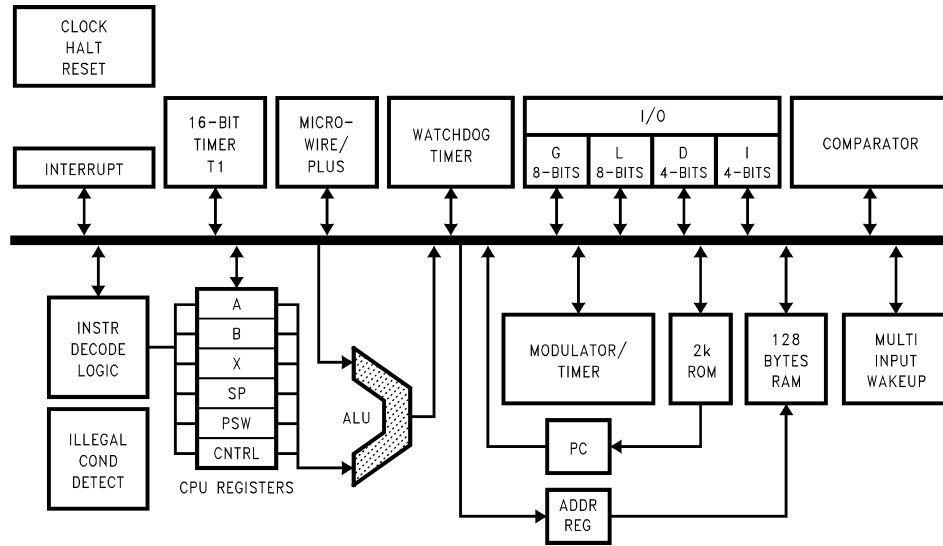 CLOCK
HALT
RESET
INTERRUPT
16-BIT
TIMER
T1
MICRO-
WIRE/
PLUS
WATCHDOG
TIMER
I/O
G
8-BITS
L
8-BITS
D
4-BITS
I
4-BITS
COMPARATOR
INSTR
DECODE
LOGIC
ILLEGAL
COND
DETECT
A
B
X
SP
PSW
CNTRL
CPU REGISTERS
ALU
MODULATOR/
TIMER
2k
ROM
128
BYTES
RAM
MULTI
INPUT
WAKEUP
PC
ADDR
REG